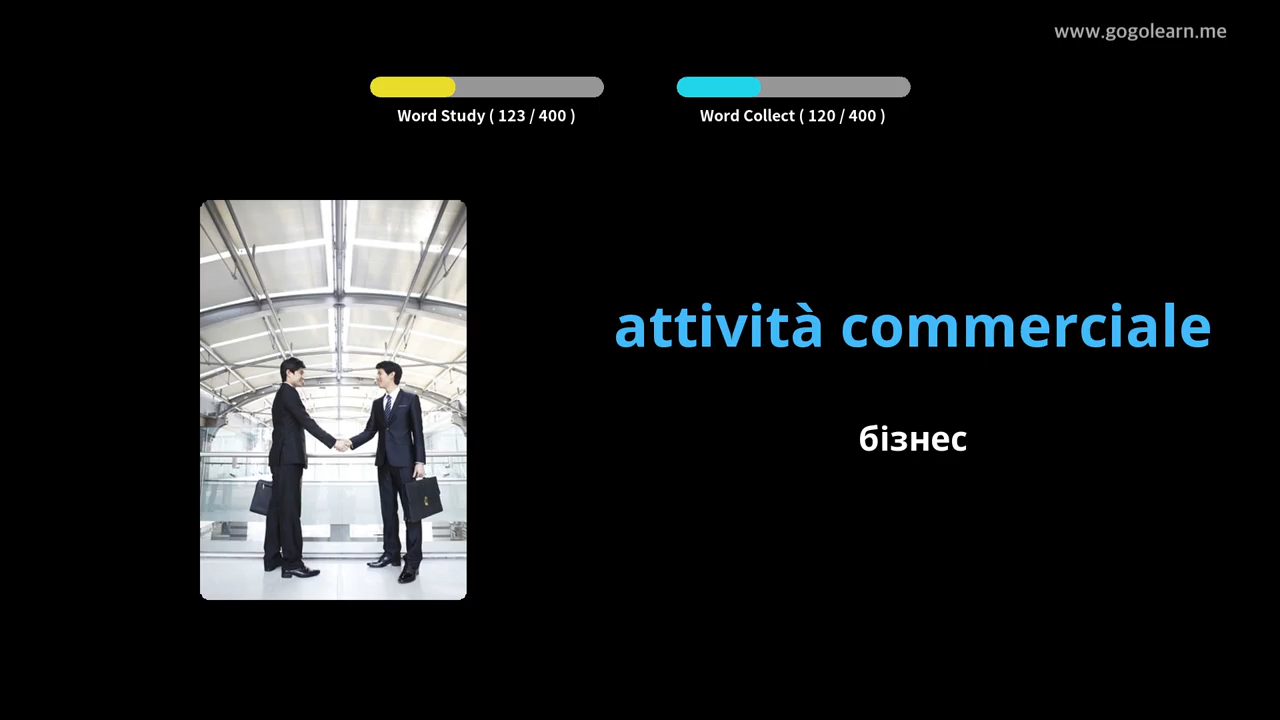 www.gogolearn.me
Word Study ( 123 / 400 )
Word Collect ( 120 / 400 )
attività commerciale
бізнес